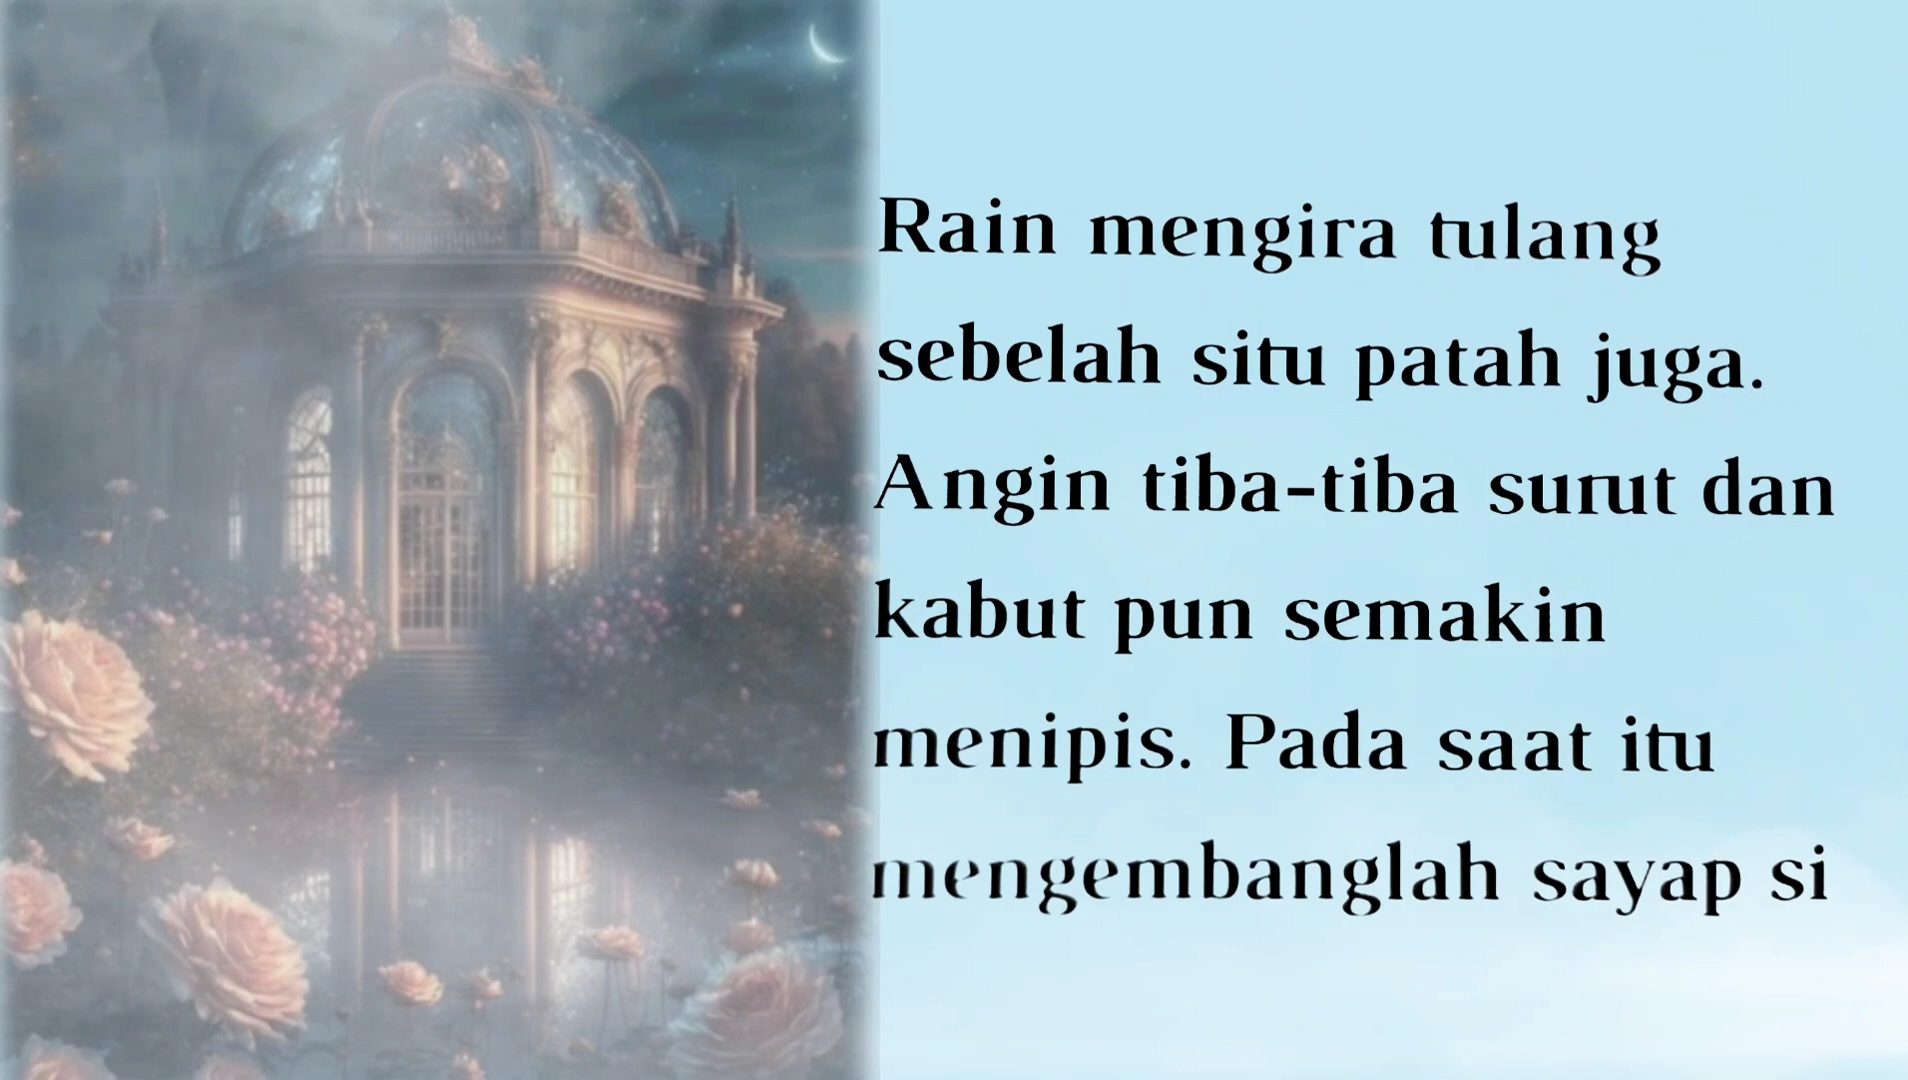 Rain mengira tulang
sebelah situ patah juga.
Angin tiba-tiba surut dan
kabut pun semakin
menipis. Pada saat itu
mengembanglah sayap si